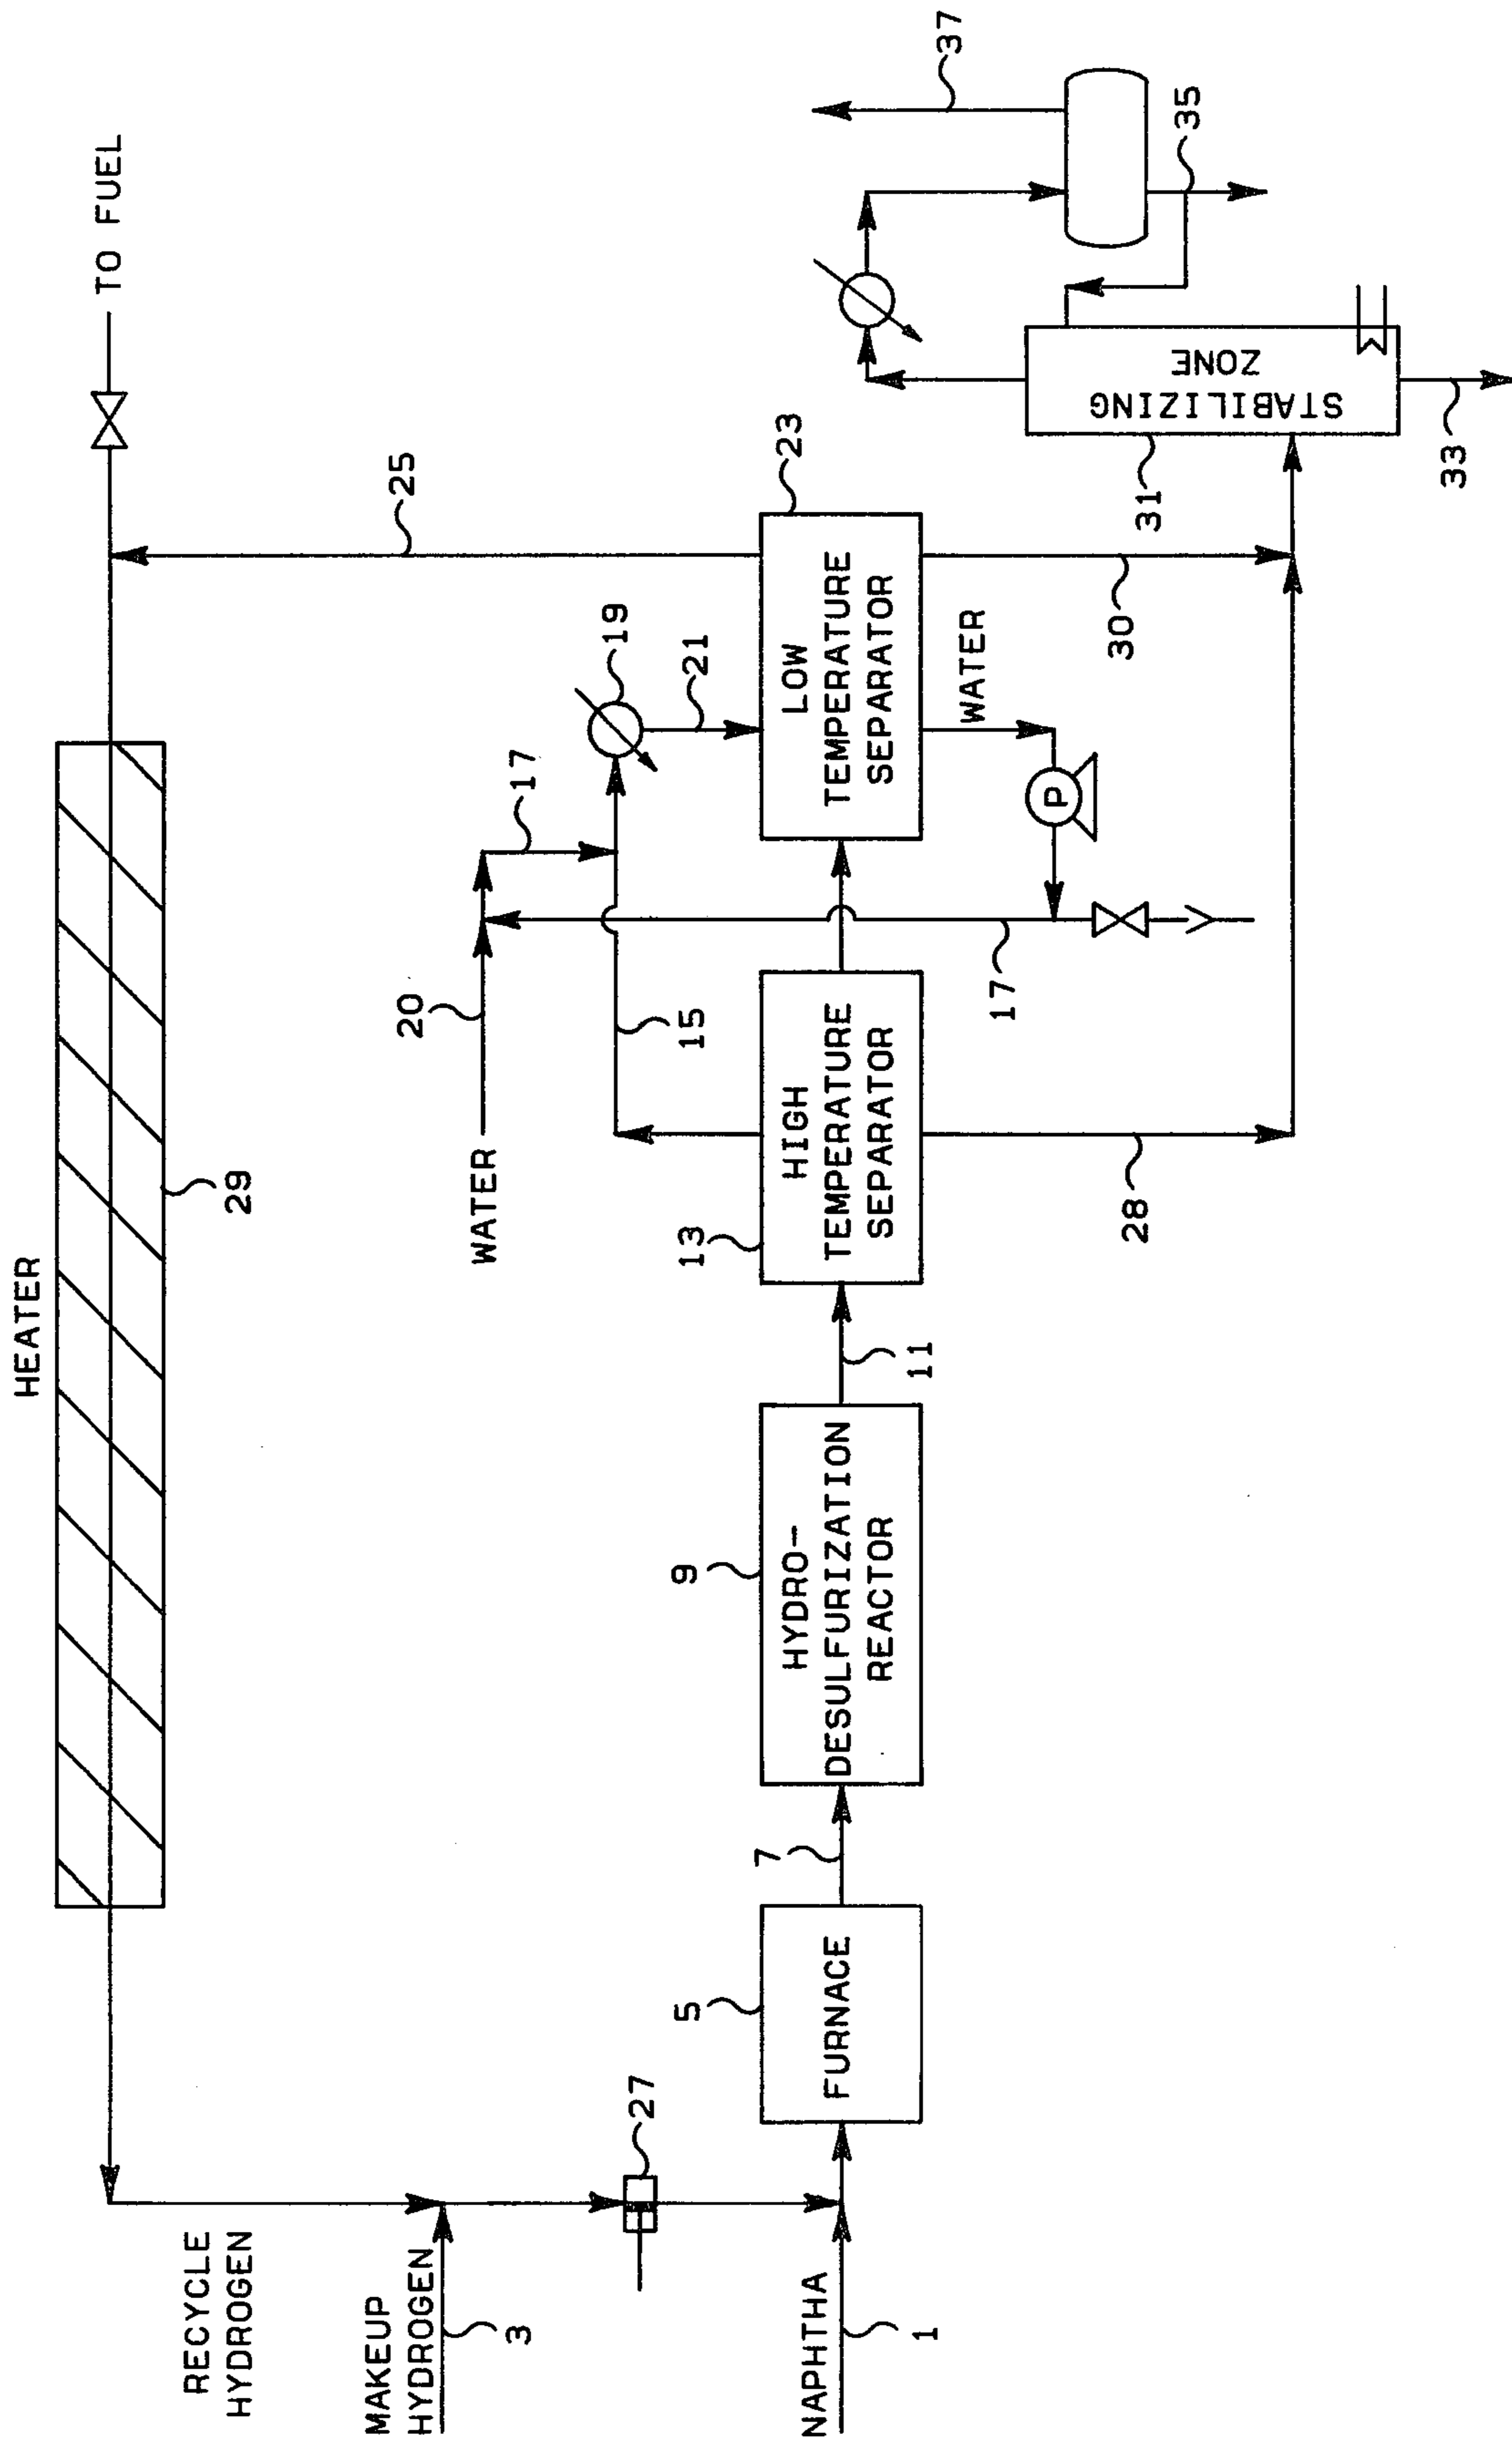 HEATER
29
TO FUEL
25
RECYCLE
HYDROGEN
MAKEUP
HYDROGEN
3
27
NAPHTHA
1
5
FURNACE
7
9
HYDRO-
DESULFURIZATION
REACTOR
11
13
HIGH
TEMPERATURE
SEPARATOR
WATER
20
15
17
19
21
23
LOW
TEMPERATURE
SEPARATOR
WATER
P
17
28
30
31
STABILIZING
ZONE
33
35
37